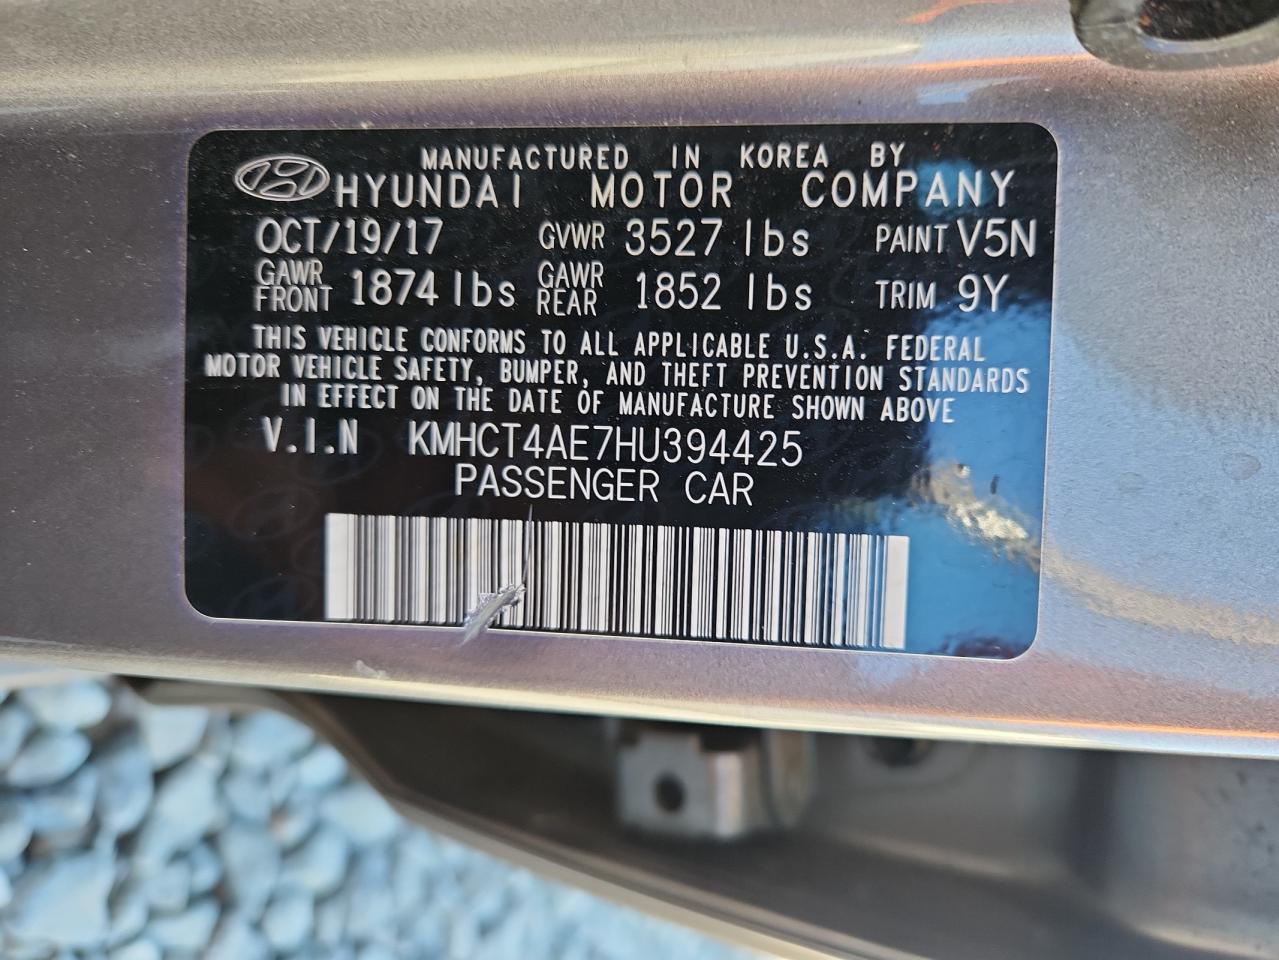 MANUFACTURED IN KOREA BY
HYUNDAI MOTOR COMPANY
OCT/19/17 GVWR 3527 lbs PAINT V5N
GAWR FRONT 1874 lbs GAWR REAR 1852 lbs TRIM 9Y
THIS VEHICLE CONFORMS TO ALL APPLICABLE U.S.A. FEDERAL
MOTOR VEHICLE SAFETY, BUMPER, AND THEFT PREVENTION STANDARDS
IN EFFECT ON THE DATE OF MANUFACTURE SHOWN ABOVE
V.I.N KMHCT4AE7HU394425
PASSENGER CAR